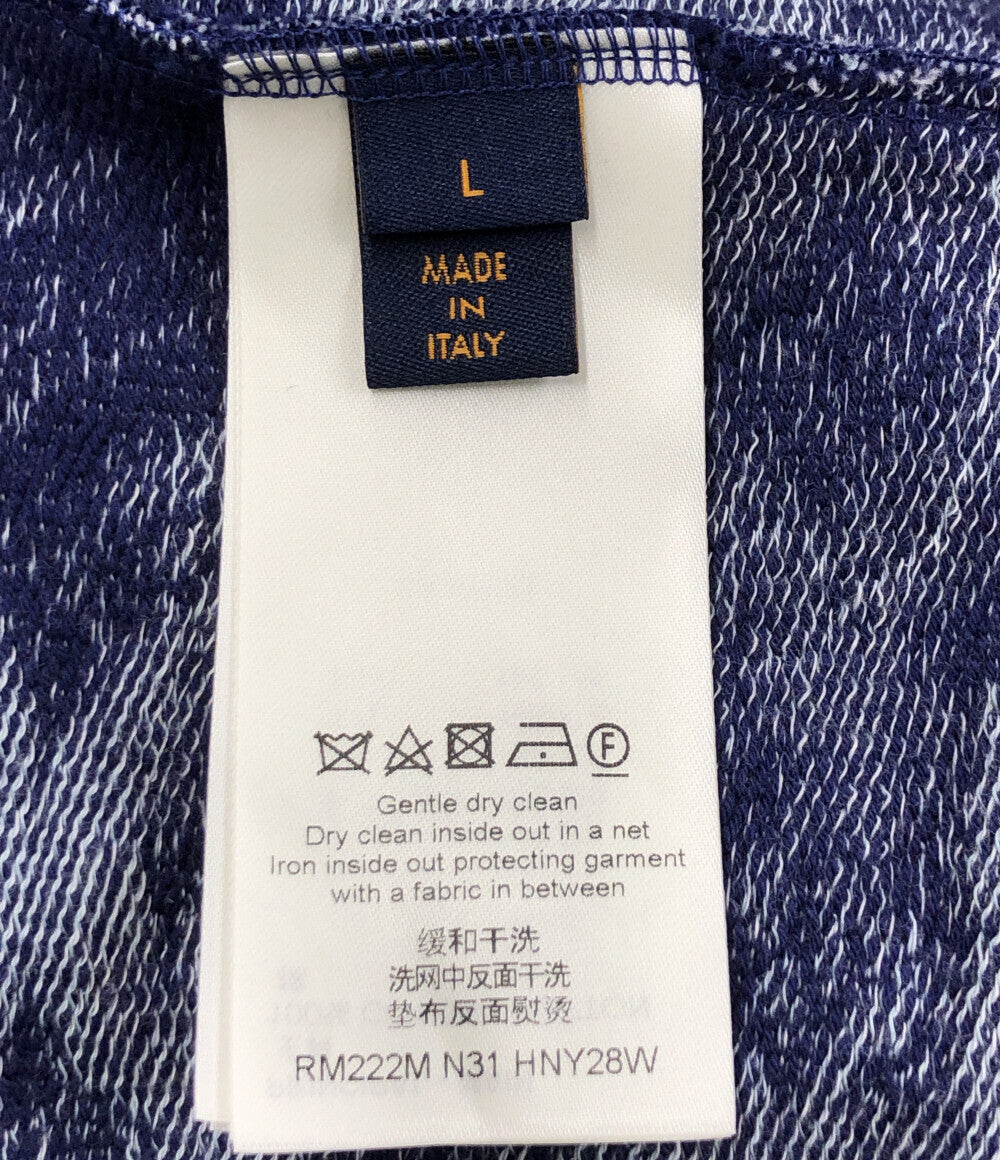 L
MADE
IN
ITALY
F
Gentle dry clean
Dry clean inside out in a net
Iron inside out protecting garment
with a fabric in between
缓和干洗
洗网中反面干洗
垫布反面熨烫
RM222M N31 HNY28W